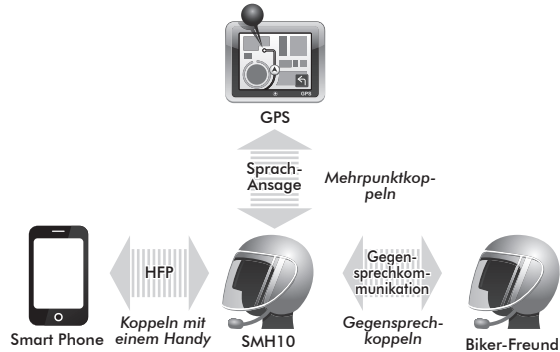 GPS
GPS
Sprach-
Ansage
Mehrpunktkop-
peln
HFP
Gegen-
sprechkom-
munikation
Smart Phone
Koppeln mit
einem Handy
SMH10
Gegensprech-
koppeln
Biker-Freund